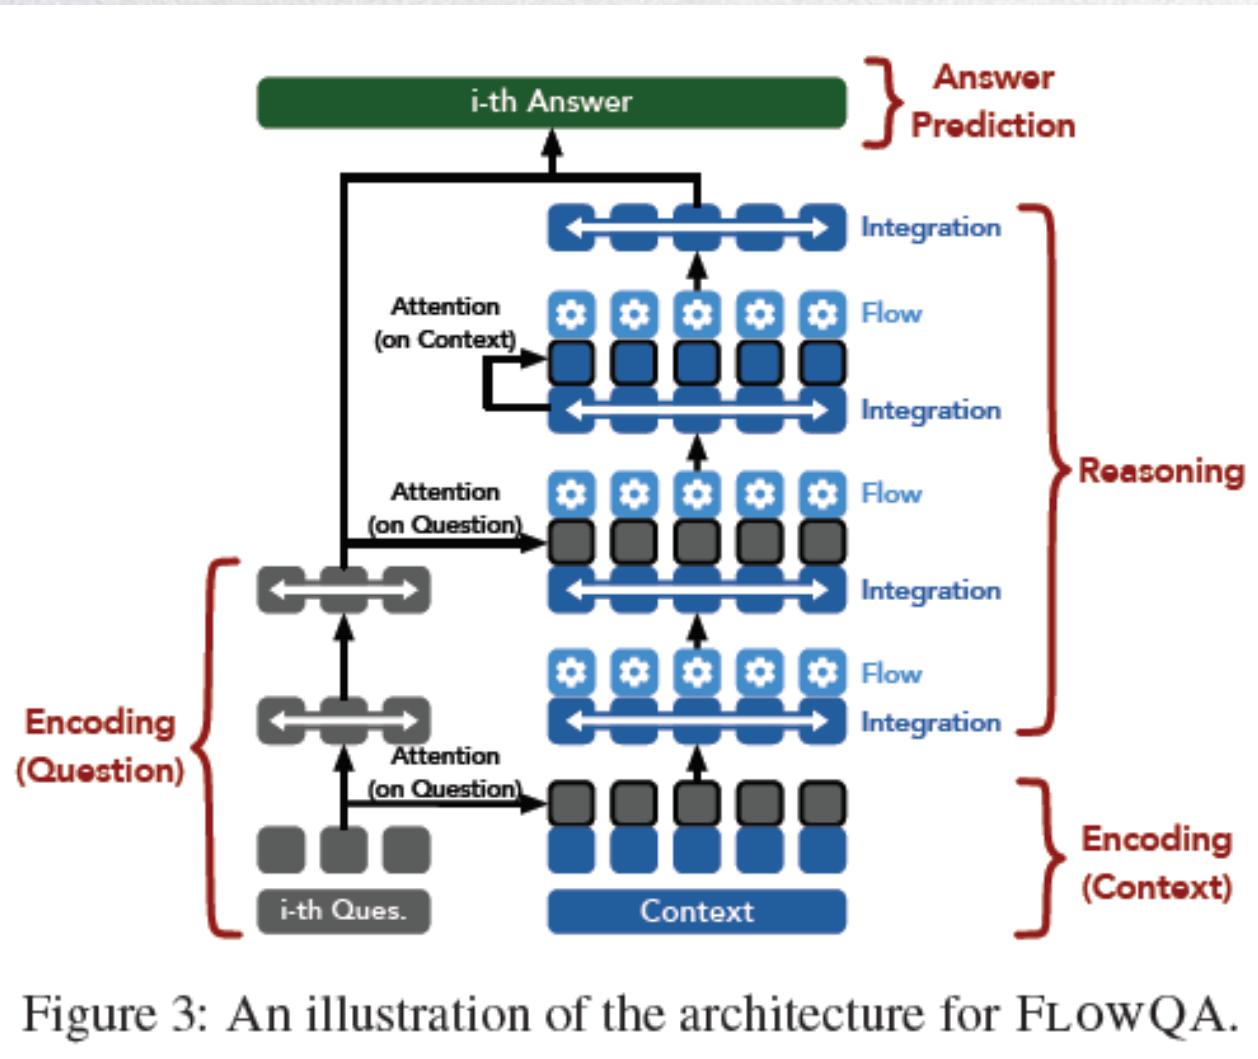 i-th Answer
Answer
Prediction
Integration
Attention
(on Context)
Flow
Integration
Attention
(on Question)
Flow
Integration
Reasoning
Flow
Integration
Encoding
(Question)
Attention
(on Question)
Encoding
(Context)
i-th Ques.
Context
Figure 3: An illustration of the architecture for FLOWQA.